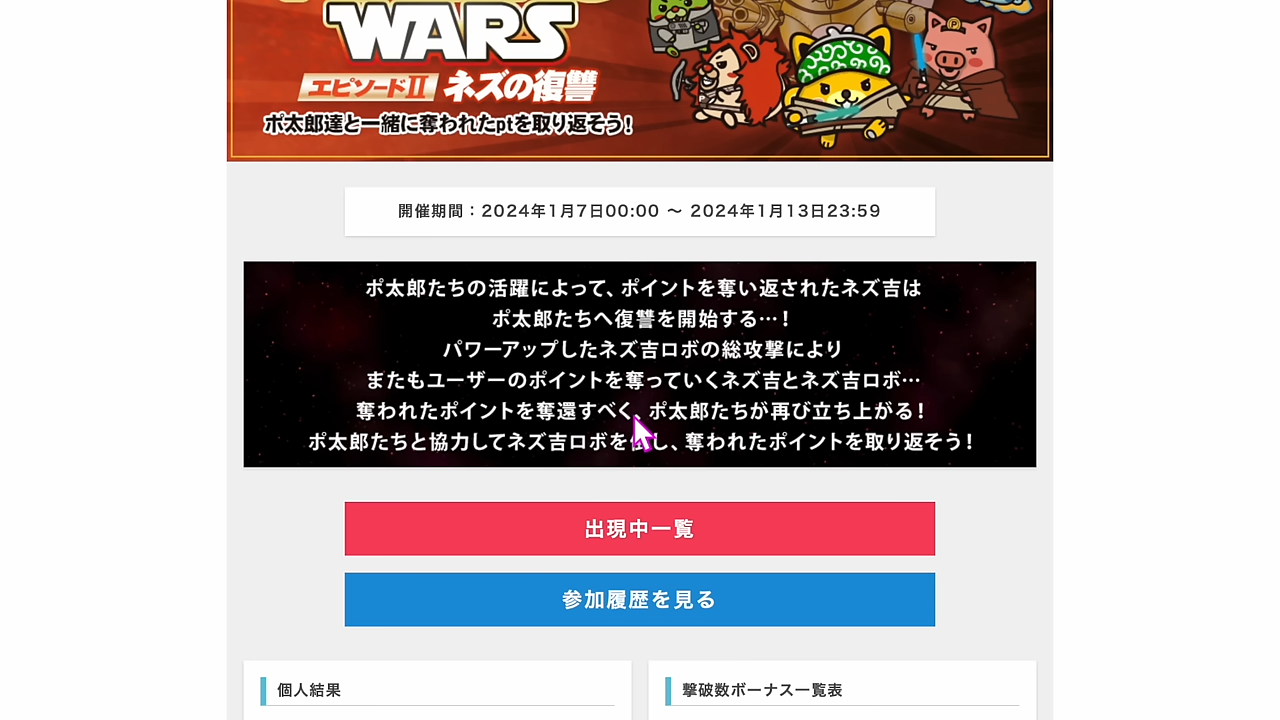 WARS
エピソードII ネズの復讐
ポ太郎達と一緒に奪われたptを取り返そう！
P
開催期間：2024年1月7日00:00 ～ 2024年1月13日23:59
ポ太郎たちの活躍によって、ポイントを奪い返されたネズ吉は
ポ太郎たちへ復讐を開始する…！
パワーアップしたネズ吉ロボの総攻撃により
またもユーザーのポイントを奪っていくネズ吉とネズ吉ロボ…
奪われたポイントを奪還すべく、ポ太郎たちが再び立ち上がる！
ポ太郎たちと協力してネズ吉ロボを倒し、奪われたポイントを取り返そう！
出現中一覧
参加履歴を見る
個人結果
撃破数ボーナス一覧表